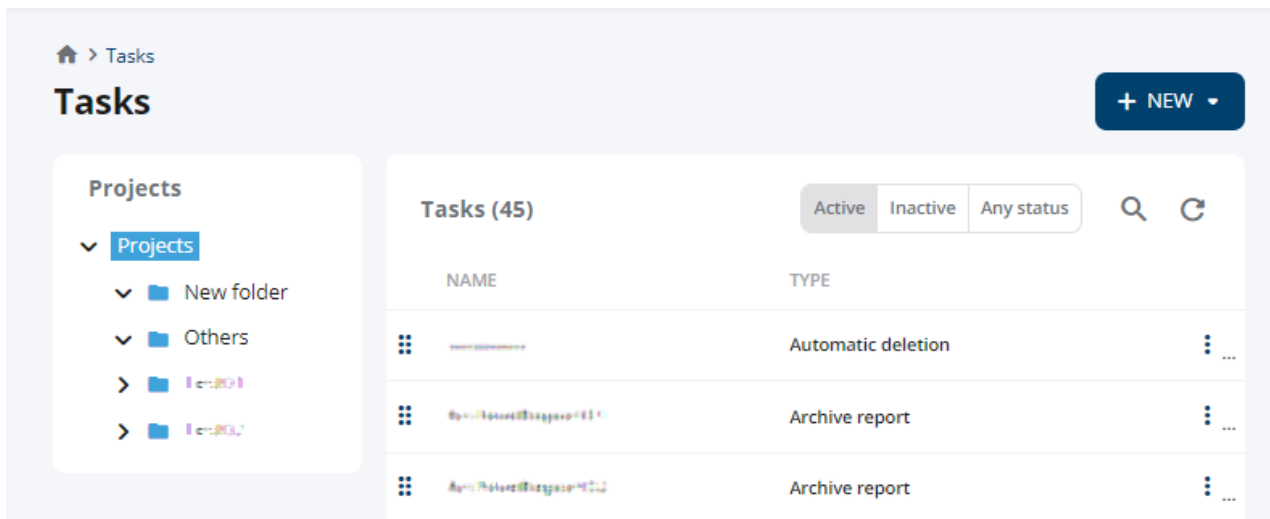 Tasks
Tasks
+ NEW
Projects
Projects
New folder
Others
Tasks (45)
Active Inactive Any status
NAME TYPE
Automatic deletion
...
Archive report
...
Archive report
...